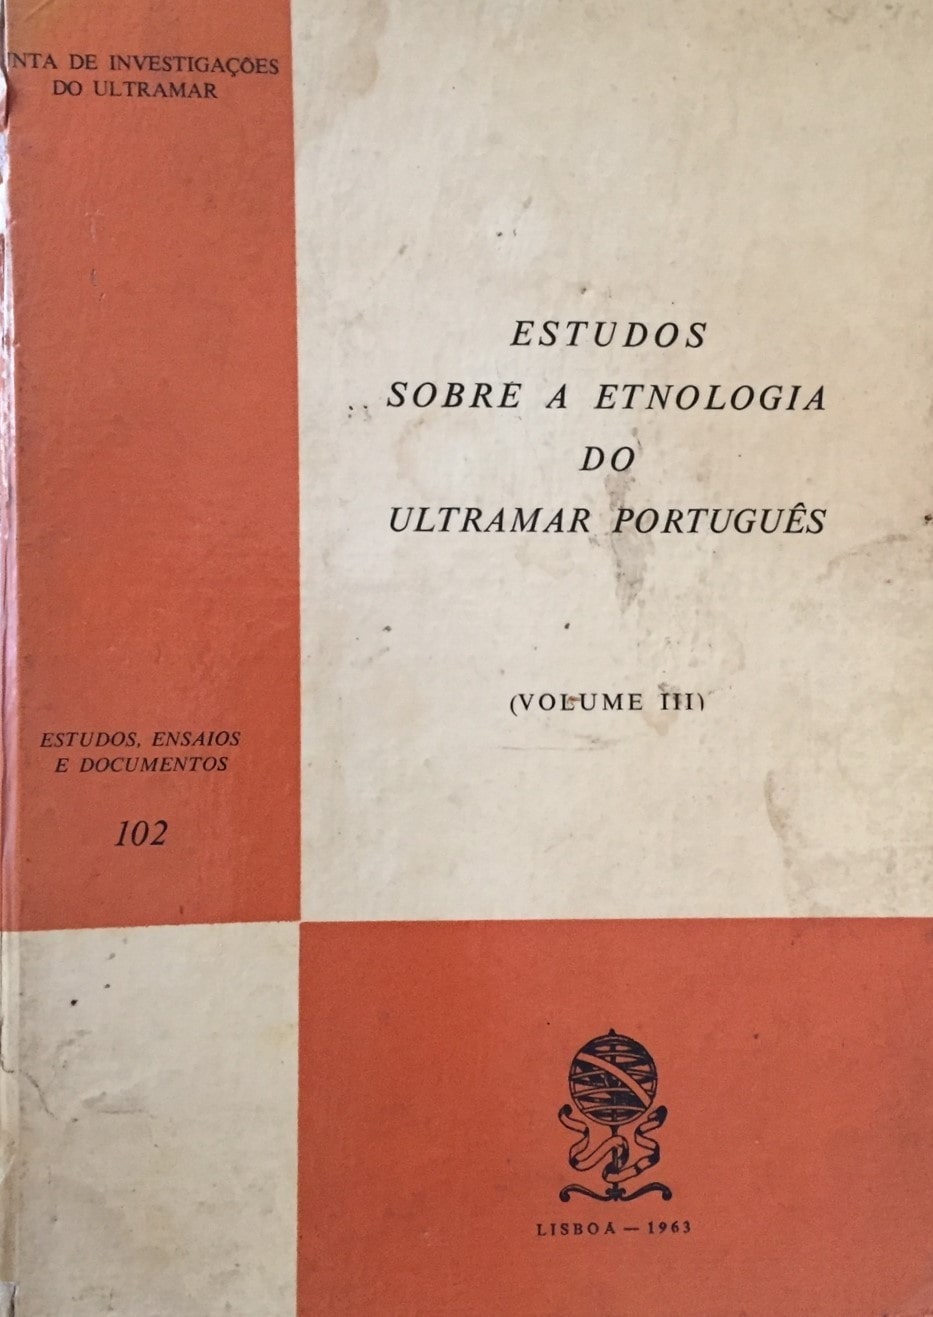 NTA DE INVESTIGAÇÕES
DO ULTRAMAR
ESTUDOS
SOBRE A ETNOLOGIA
DO
ULTRAMAR PORTUGUÊS
(VOLUME III)
ESTUDOS, ENSAIOS
E DOCUMENTOS
102
LISBOA — 1963